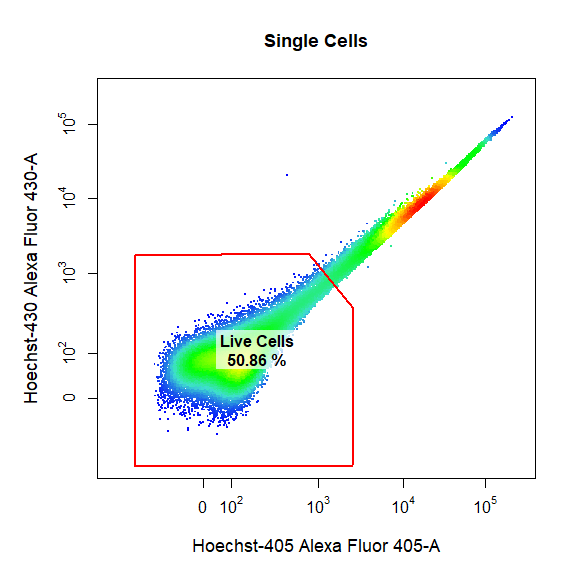 Single Cells
Hoechst-430 Alexa Fluor 430-A
10^5
10^4
10^3
10^2
0
Live Cells
50.86 %
0 10^2 10^3 10^4 10^5
Hoechst-405 Alexa Fluor 405-A